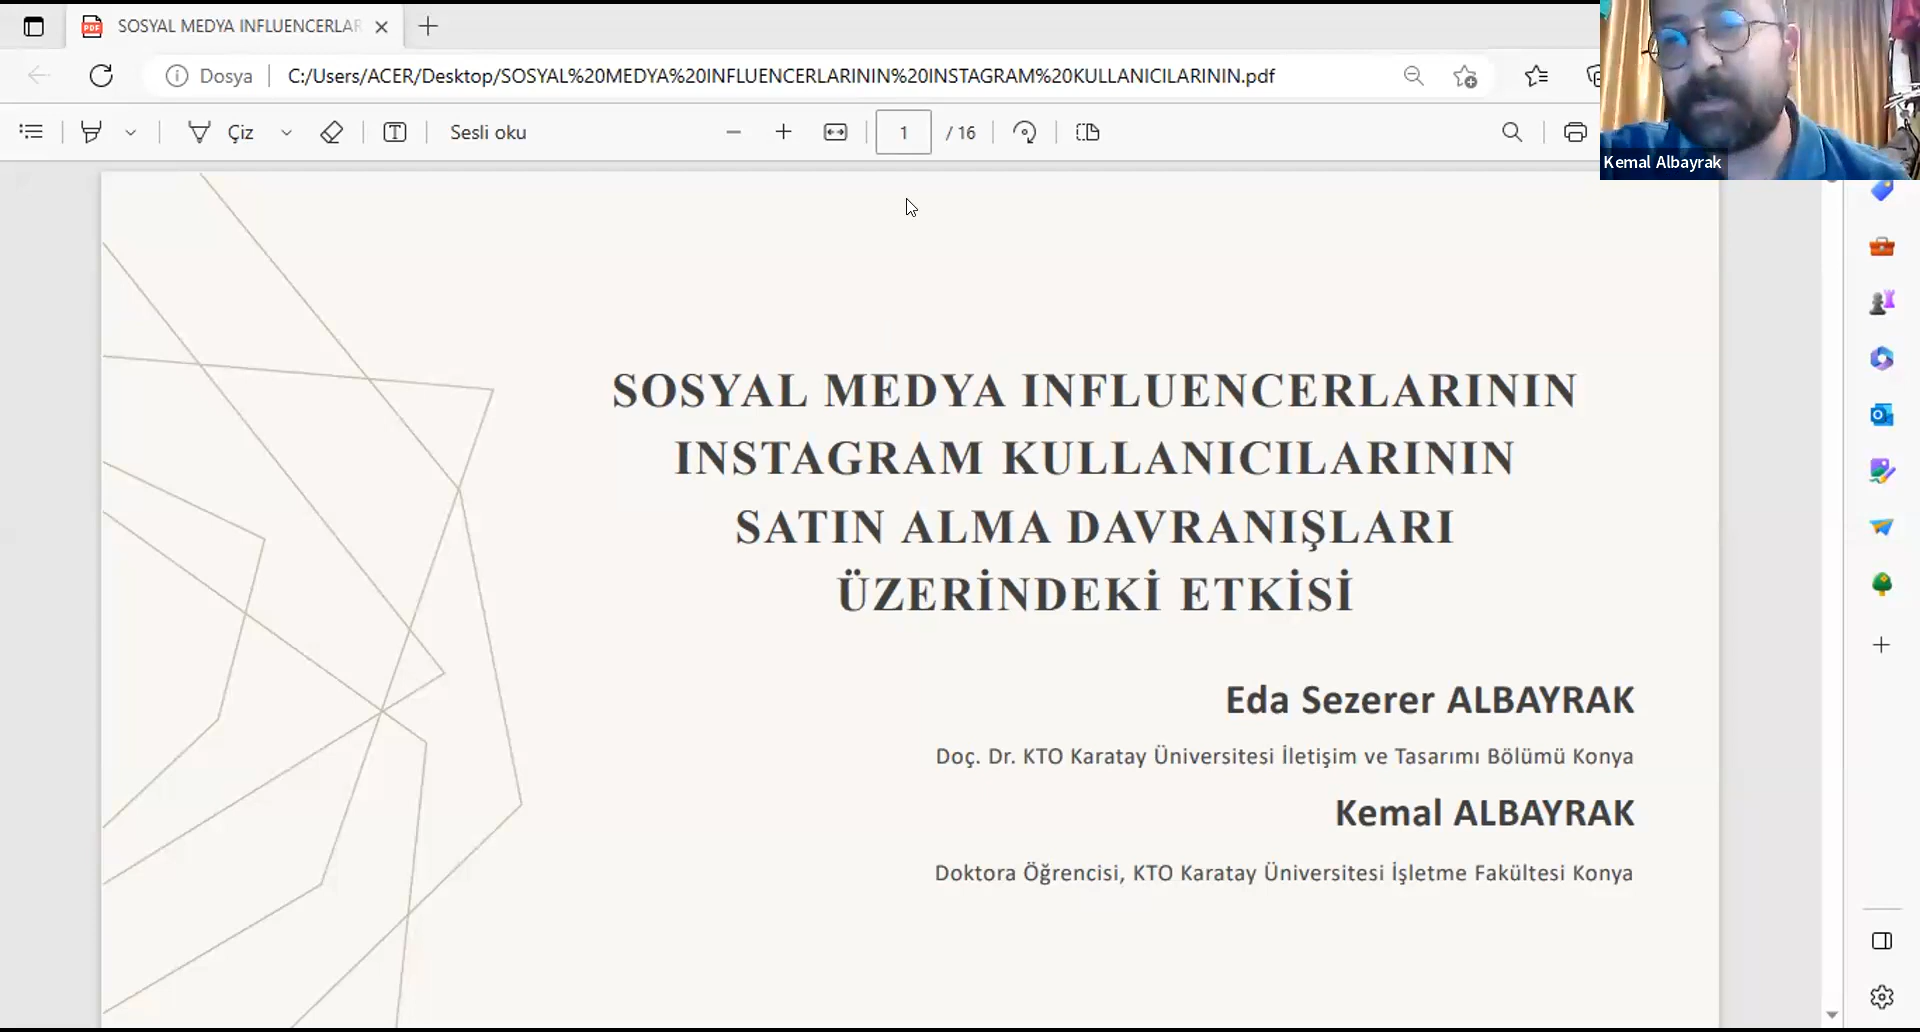 SOSYAL MEDYA INFLUENCERLAR
Dosya
C:/Users/ACER/Desktop/SOSYAL%20MEDYA%20INFLUENCERLARININ%20INSTAGRAM%20KULLANICILARININ.pdf
Çiz
Sesli oku
1 / 16
Kemal Albayrak
SOSYAL MEDYA INFLUENCERLARININ
INSTAGRAM KULLANICILARININ
SATIN ALMA DAVRANIŞLARI
ÜZERİNDEKİ ETKİSİ
Eda Sezerer ALBAYRAK
Doç. Dr. KTO Karatay Üniversitesi İletişim ve Tasarımı Bölümü Konya
Kemal ALBAYRAK
Doktora Öğrencisi, KTO Karatay Üniversitesi İşletme Fakültesi Konya